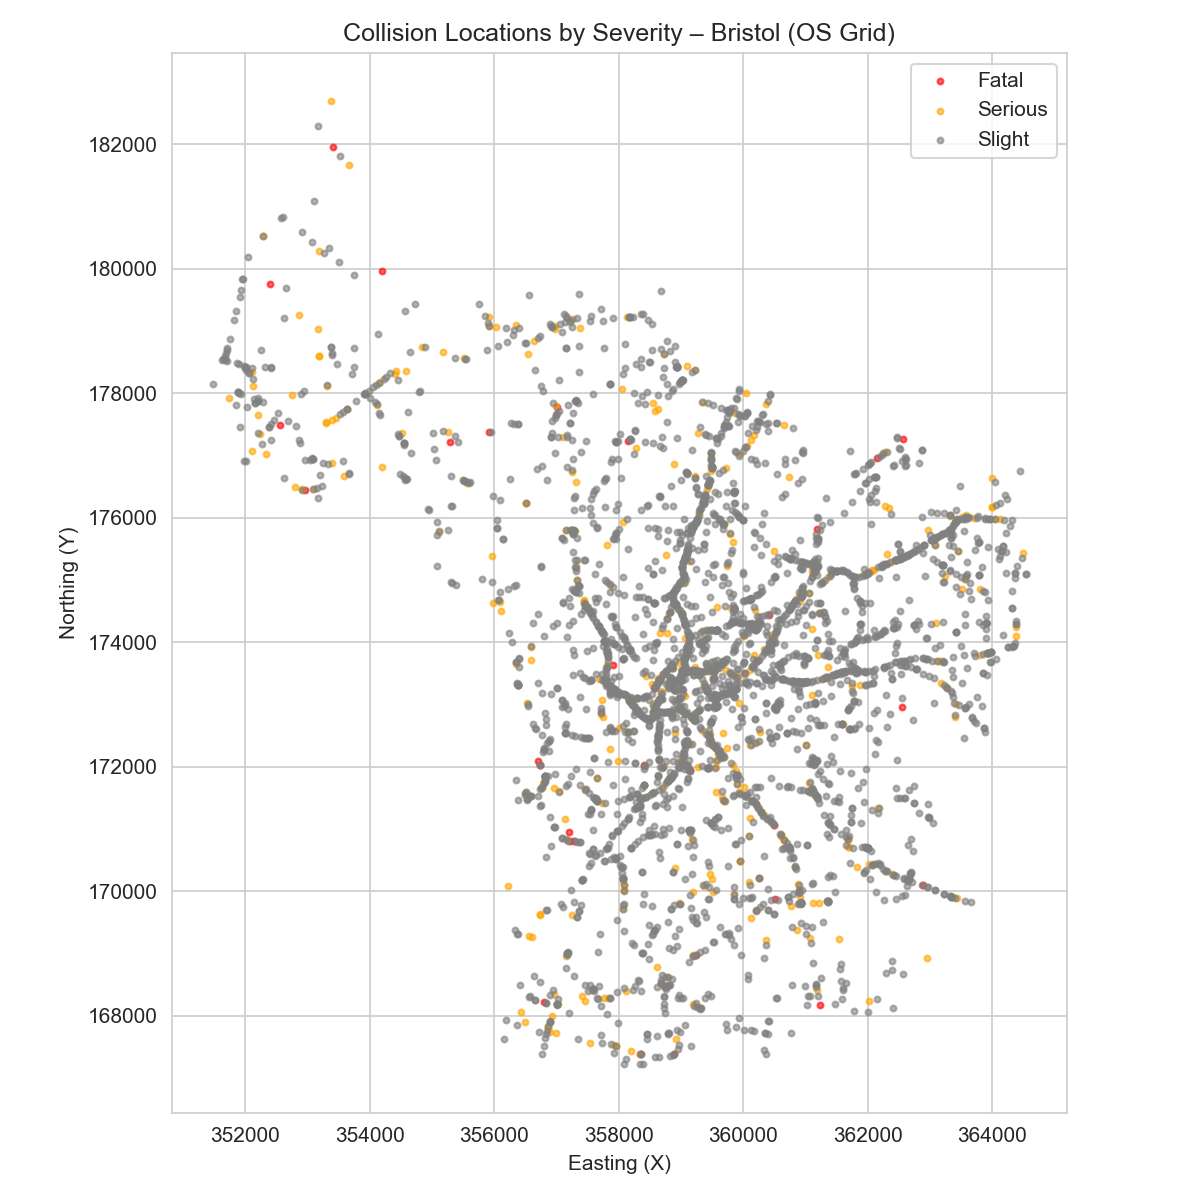 Collision Locations by Severity – Bristol (OS Grid)
Fatal
Serious
Slight
Northing (Y)
182000
180000
178000
176000
174000
172000
170000
168000
352000 354000 356000 358000 360000 362000 364000
Easting (X)